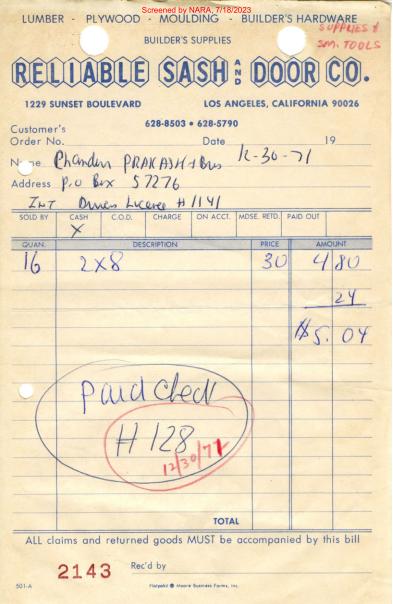 Screened by NARA, 7/18/2023
LUMBER - PLYWOOD - MOULDING - BUILDER'S HARDWARE
SUPPLIES &
SM. TOOLS
BUILDER'S SUPPLIES
RELIABLE SASH AND DOOR CO.
1229 SUNSET BOULEVARD LOS ANGELES, CALIFORNIA 90026
628-8503 • 628-5790
Customer's
Order No. Date 19
Name Chander PRAKASH + Bros 12-30-71
Address P.O Box 57276
INT Drivers # 1141
SOLD BY CASH C.O.D. CHARGE ON ACCT. MDSE. RETD. PAID OUT
X
QUAN. DESCRIPTION PRICE AMOUNT
16 2x8 30 4 80
24
$5. 04
Paid Check
# 128
12/30/71
TOTAL
ALL claims and returned goods MUST be accompanied by this bill
2143 Rec'd by
501-A Flatpakit Moore Business Forms, Inc.